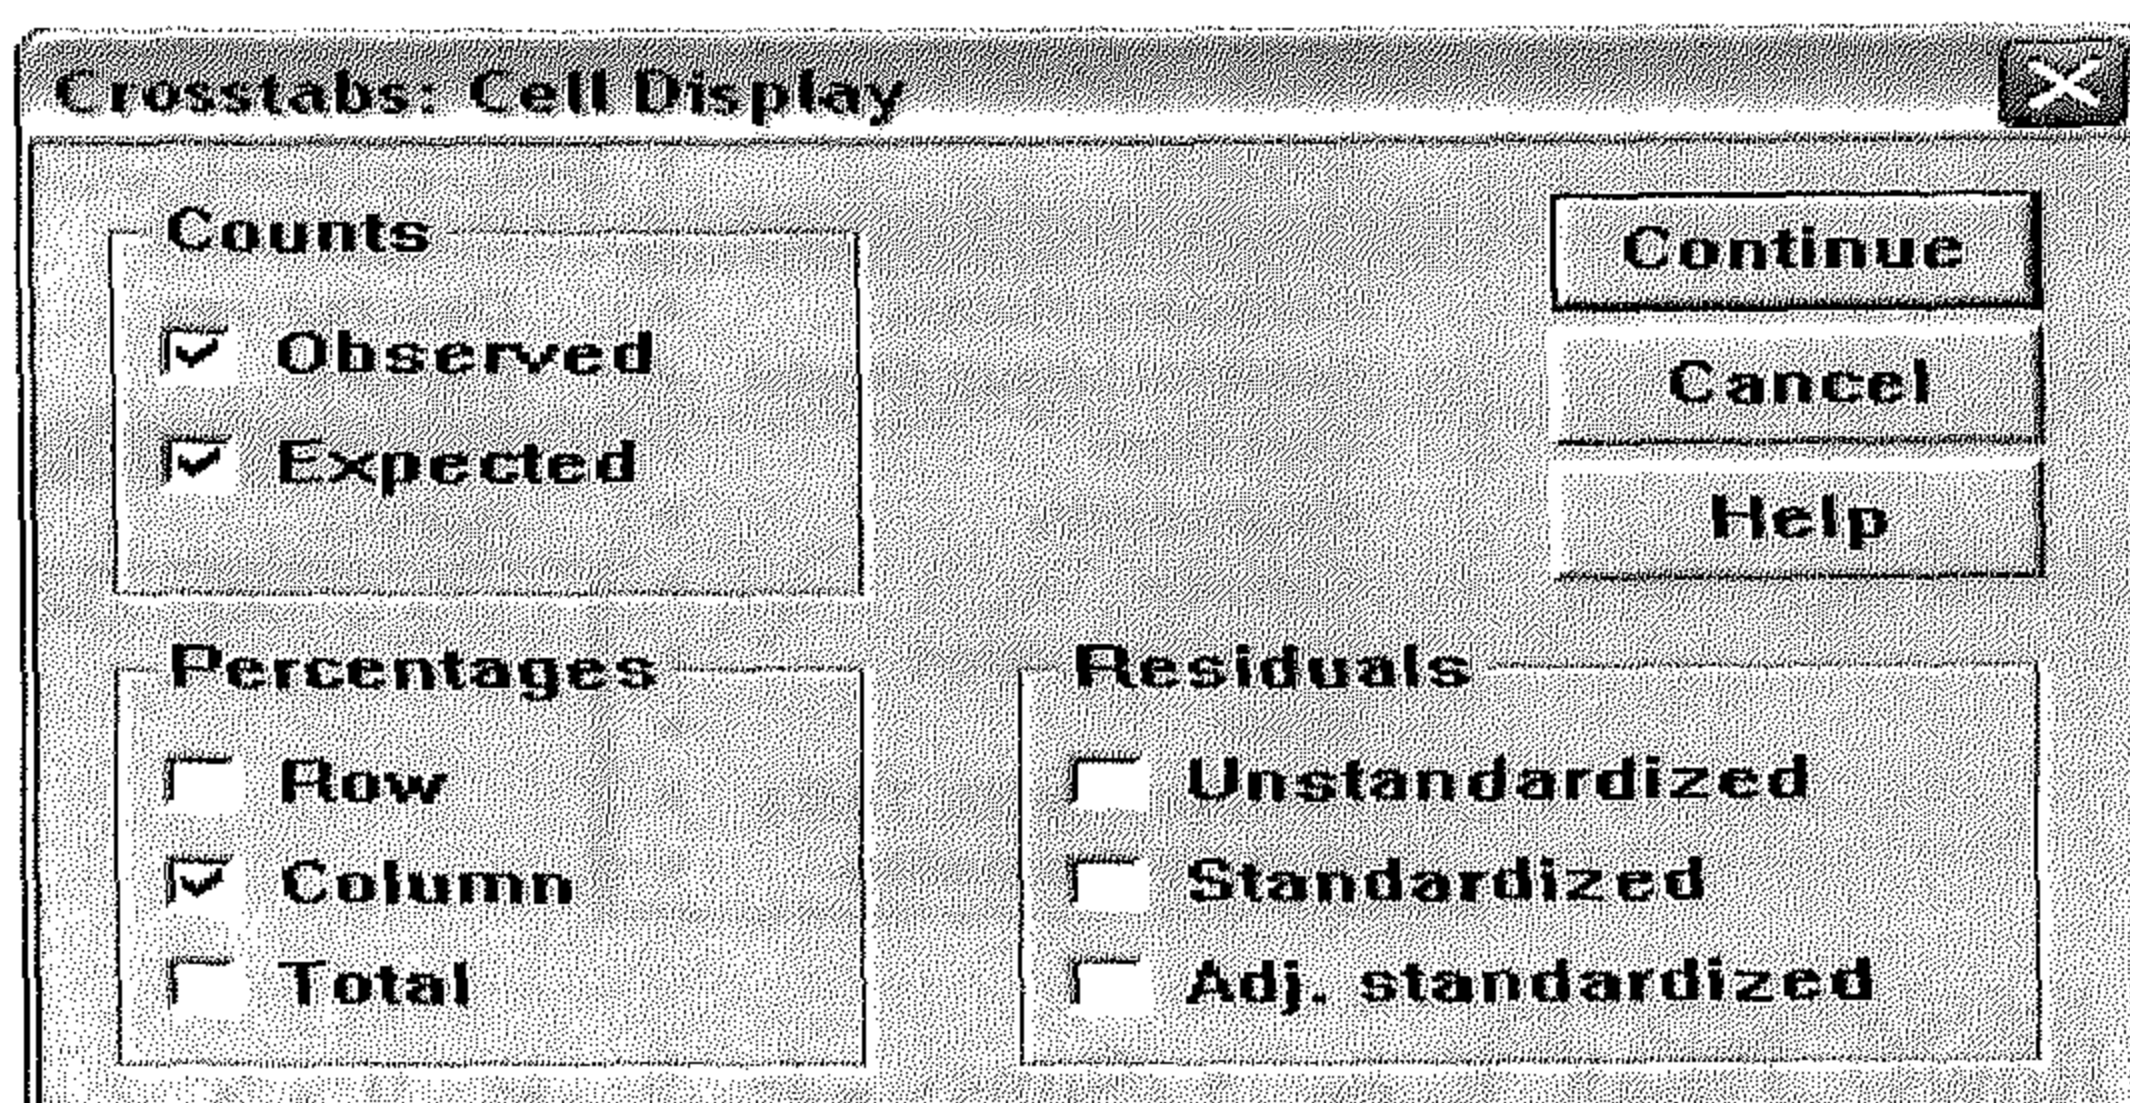 Crosstabs: Cell Display
Counts
Observed
Expected
Continue
Cancel
Help
Percentages
Row
Column
Total
Residuals
Unstandardized
Standardized
Adj. standardized